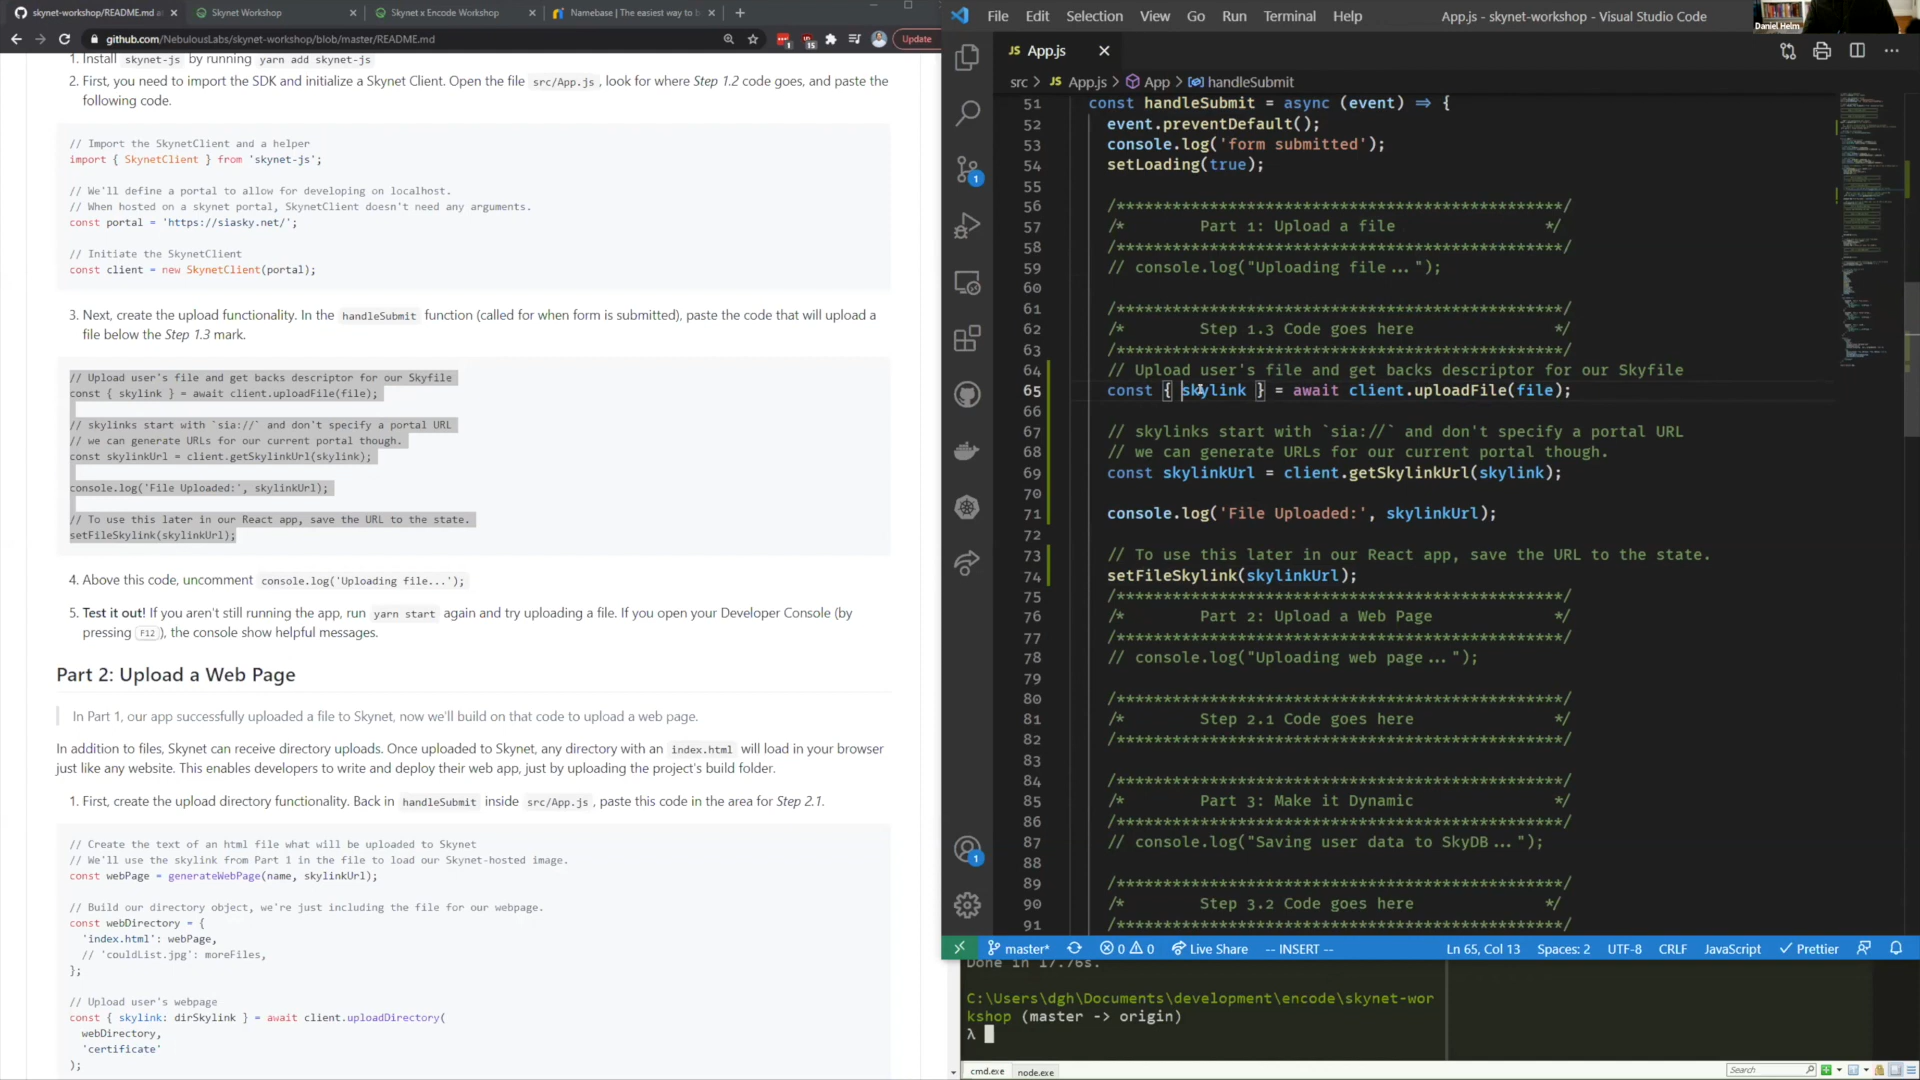 skynet-workshop/README.md at
Skynet Workshop
Skynet x Encode Workshop
Namebase | The easiest way to b
github.com/NebulousLabs/skynet-workshop/blob/master/README.md
Update
1. Install skynet-js by running yarn add skynet-js
2. First, you need to import the SDK and initialize a Skynet Client. Open the file src/App.js , look for where Step 1.2 code goes, and paste the
following code.
// Import the SkynetClient and a helper
import { SkynetClient } from 'skynet-js';
// We'll define a portal to allow for developing on localhost.
// When hosted on a skynet portal, SkynetClient doesn't need any arguments.
const portal = 'https://siasky.net/';
// Initiate the SkynetClient
const client = new SkynetClient(portal);
3. Next, create the upload functionality. In the handleSubmit function (called for when form is submitted), paste the code that will upload a
file below the Step 1.3 mark.
// Upload user's file and get backs descriptor for our Skyfile
const { skylink } = await client.uploadFile(file);
// skylinks start with `sia://` and don't specify a portal URL
// we can generate URLs for our current portal though.
const skylinkUrl = client.getSkylinkUrl(skylink);
console.log('File Uploaded:', skylinkUrl);
// To use this later in our React app, save the URL to the state.
setFileSkylink(skylinkUrl);
4. Above this code, uncomment console.log('Uploading file...');
5. Test it out! If you aren't still running the app, run yarn start again and try uploading a file. If you open your Developer Console (by
pressing F12 ), the console show helpful messages.
Part 2: Upload a Web Page
In Part 1, our app successfully uploaded a file to Skynet, now we'll build on that code to upload a web page.
In addition to files, Skynet can receive directory uploads. Once uploaded to Skynet, any directory with an index.html will load in your browser
just like any website. This enables developers to write and deploy their web app, just by uploading the project's build folder.
1. First, create the upload directory functionality. Back in handleSubmit inside src/App.js , paste this code in the area for Step 2.1.
// Create the text of an html file what will be uploaded to Skynet
// We'll use the skylink from Part 1 in the file to load our Skynet-hosted image.
const webPage = generateWebPage(name, skylinkUrl);
// Build our directory object, we're just including the file for our webpage.
const webDirectory = {
'index.html': webPage,
// 'couldList.jpg': moreFiles,
};
// Upload user's webpage
const { skylink: dirSkylink } = await client.uploadDirectory(
webDirectory,
'certificate'
);
File Edit Selection View Go Run Terminal Help
App.js - skynet-workshop - Visual Studio Code
Daniel Helm
JS App.js
src > JS App.js > App > handleSubmit
51 const handleSubmit = async (event) => {
52 event.preventDefault();
53 console.log('form submitted');
54 setLoading(true);
55
56 /************************************************/
57 /* Part 1: Upload a file */
58 /************************************************/
59 // console.log("Uploading file...");
60
61 /************************************************/
62 /* Step 1.3 Code goes here */
63 /************************************************/
64 // Upload user's file and get backs descriptor for our Skyfile
65 const { skylink } = await client.uploadFile(file);
66
67 // skylinks start with `sia://` and don't specify a portal URL
68 // we can generate URLs for our current portal though.
69 const skylinkUrl = client.getSkylinkUrl(skylink);
70
71 console.log('File Uploaded:', skylinkUrl);
72
73 // To use this later in our React app, save the URL to the state.
74 setFileSkylink(skylinkUrl);
75 /************************************************/
76 /* Part 2: Upload a Web Page */
77 /************************************************/
78 // console.log("Uploading web page...");
79
80 /************************************************/
81 /* Step 2.1 Code goes here */
82 /************************************************/
83
84 /************************************************/
85 /* Part 3: Make it Dynamic */
86 /************************************************/
87 // console.log("Saving user data to SkyDB...");
88
89 /************************************************/
90 /* Step 3.2 Code goes here */
91 /************************************************/
1
1
master* 0 0 Live Share -- INSERT -- Ln 65, Col 13 Spaces: 2 UTF-8 CRLF JavaScript Prettier
Done in 17.76s.
C:\Users\dgh\Documents\development\encode\skynet-wor
kshop (master -> origin)
λ
cmd.exe node.exe
Search